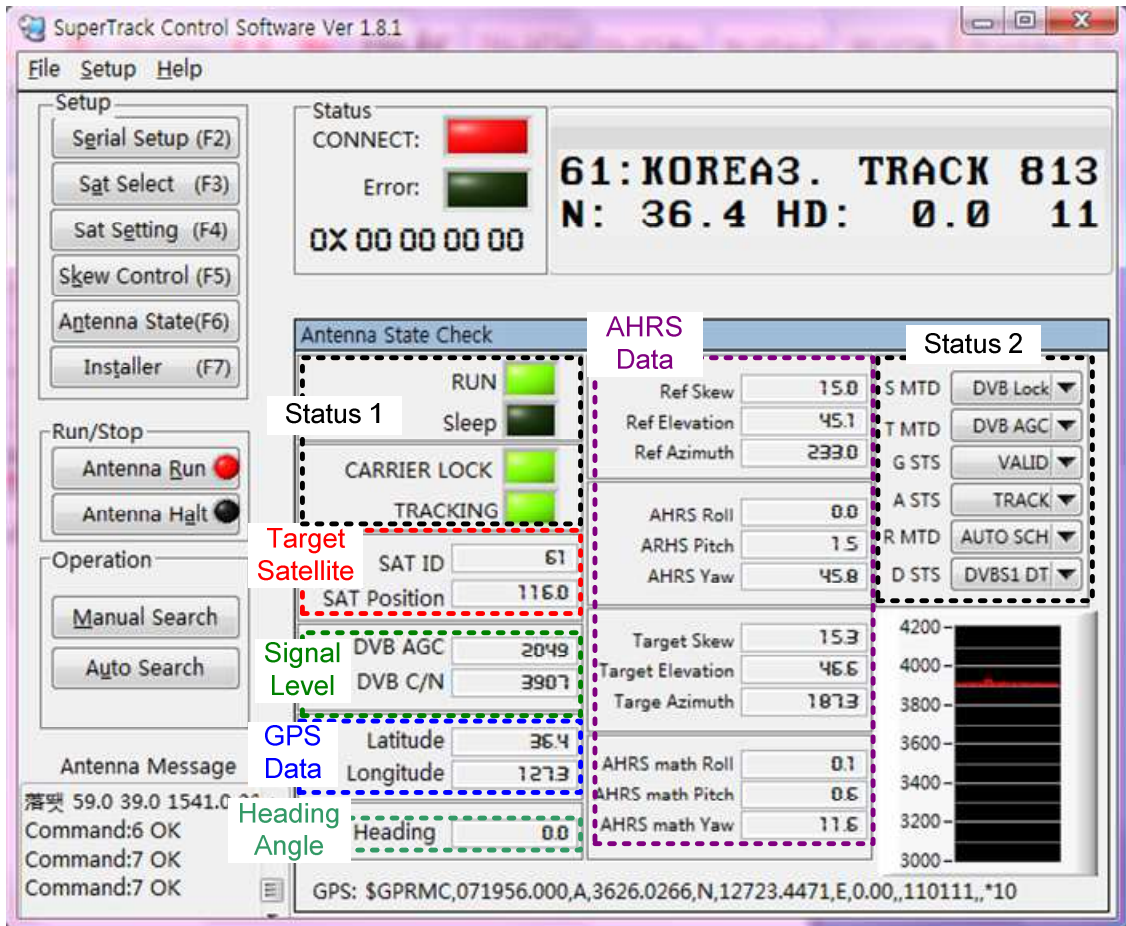 SuperTrack Control Software Ver 1.8.1
File Setup Help
Setup
Serial Setup (F2)
Sat Select (F3)
Sat Setting (F4)
Skew Control (F5)
Antenna State(F6)
Installer (F7)
Run/Stop
Antenna Run
Antenna Halt
Operation
Manual Search
Auto Search
Antenna Message
59.0 39.0 1541.0
Command:6 OK
Command:7 OK
Command:7 OK
Status
CONNECT:
Error:
0X 00 00 00 00
61:KOREA3. TRACK 813
N: 36.4 HD: 0.0 11
Antenna State Check
Status 1
RUN
Sleep
CARRIER LOCK
TRACKING
Target
Satellite
SAT ID 61
SAT Position 116.0
Signal
Level
DVB AGC 2049
DVB C/N 3907
GPS
Data
Latitude 36.4
Longitude 127.3
Heading
Angle
Heading 0.0
AHRS
Data
Ref Skew 15.0
Ref Elevation 45.1
Ref Azimuth 233.0
AHRS Roll 0.0
ARHS Pitch 1.5
AHRS Yaw 45.8
Target Skew 15.3
Target Elevation 46.6
Targe Azimuth 187.3
AHRS math Roll 0.1
AHRS math Pitch 0.6
AHRS math Yaw 11.6
Status 2
S MTD DVB Lock
T MTD DVB AGC
G STS VALID
A STS TRACK
R MTD AUTO SCH
D STS DVBS1 DT
4200
4000
3800
3600
3400
3200
3000
GPS: $GPRMC,071956.000,A,3626.0266,N,12723.4471,E,0.00,,110111,,*10